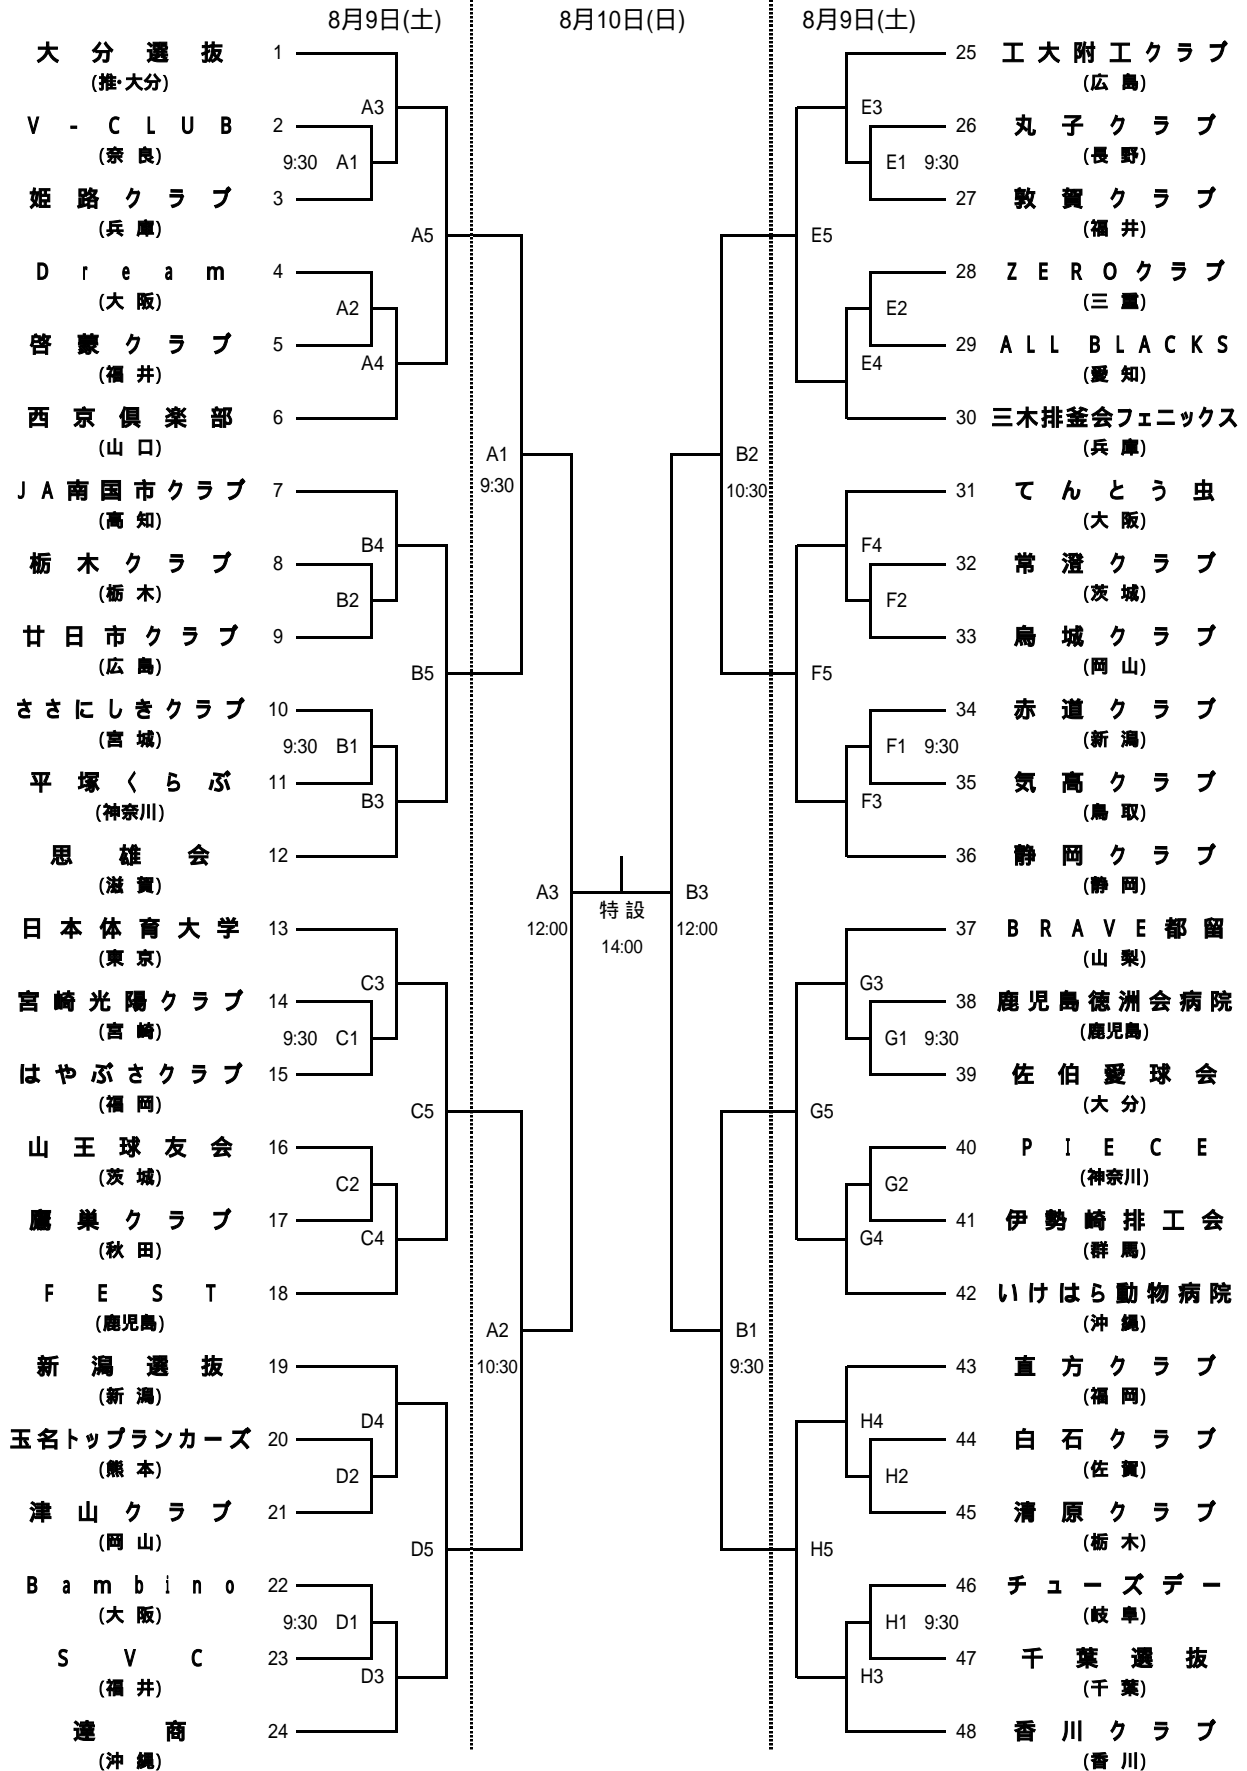 8月9日(土) 8月10日(日) 8月9日(土)
大分選抜 1
(推・大分)
A3
V-CLUB 2
(奈良)
9:30 A1
姫路クラブ 3
(兵庫)
A5
Dream 4
(大阪)
A2
啓蒙クラブ 5
(福井)
A4
西京倶楽部 6
(山口)
A1
9:30
JA南国市クラブ 7
(高知)
B4
栃木クラブ 8
(栃木)
B2
廿日市クラブ 9
(広島)
B5
ささにしきクラブ 10
(宮城)
9:30 B1
平塚くらぶ 11
(神奈川)
B3
思雄会 12
(滋賀)
A3
12:00
日本体育大学 13
(東京)
C3
宮崎光陽クラブ 14
(宮崎)
9:30 C1
はやぶさクラブ 15
(福岡)
C5
山王球友会 16
(茨城)
C2
鷹巣クラブ 17
(秋田)
C4
FEST 18
(鹿児島)
A2
10:30
新潟選抜 19
(新潟)
D4
玉名トップランカーズ 20
(熊本)
D2
津山クラブ 21
(岡山)
D5
Bambino 22
(大阪)
9:30 D1
SVC 23
(福井)
D3
達商 24
(沖縄)
特設
14:00
25 工大附工クラブ
(広島)
E3
26 丸子クラブ
(長野)
E1 9:30
27 敦賀クラブ
(福井)
E5
28 ZEROクラブ
(三重)
E2
29 ALL BLACKS
(愛知)
E4
30 三木排釜会フェニックス
(兵庫)
B2
10:30
31 てんとう虫
(大阪)
F4
32 常澄クラブ
(茨城)
F2
33 烏城クラブ
(岡山)
F5
34 赤道クラブ
(新潟)
F1 9:30
35 気高クラブ
(鳥取)
F3
36 静岡クラブ
(静岡)
B3
12:00
37 BRAVE都留
(山梨)
G3
38 鹿児島徳洲会病院
(鹿児島)
G1 9:30
39 佐伯愛球会
(大分)
G5
40 PIECE
(神奈川)
G2
41 伊勢崎排工会
(群馬)
G4
42 いけはら動物病院
(沖縄)
B1
9:30
43 直方クラブ
(福岡)
H4
44 白石クラブ
(佐賀)
H2
45 清原クラブ
(栃木)
H5
46 チューズデー
(岐阜)
H1 9:30
47 千葉選抜
(千葉)
H3
48 香川クラブ
(香川)